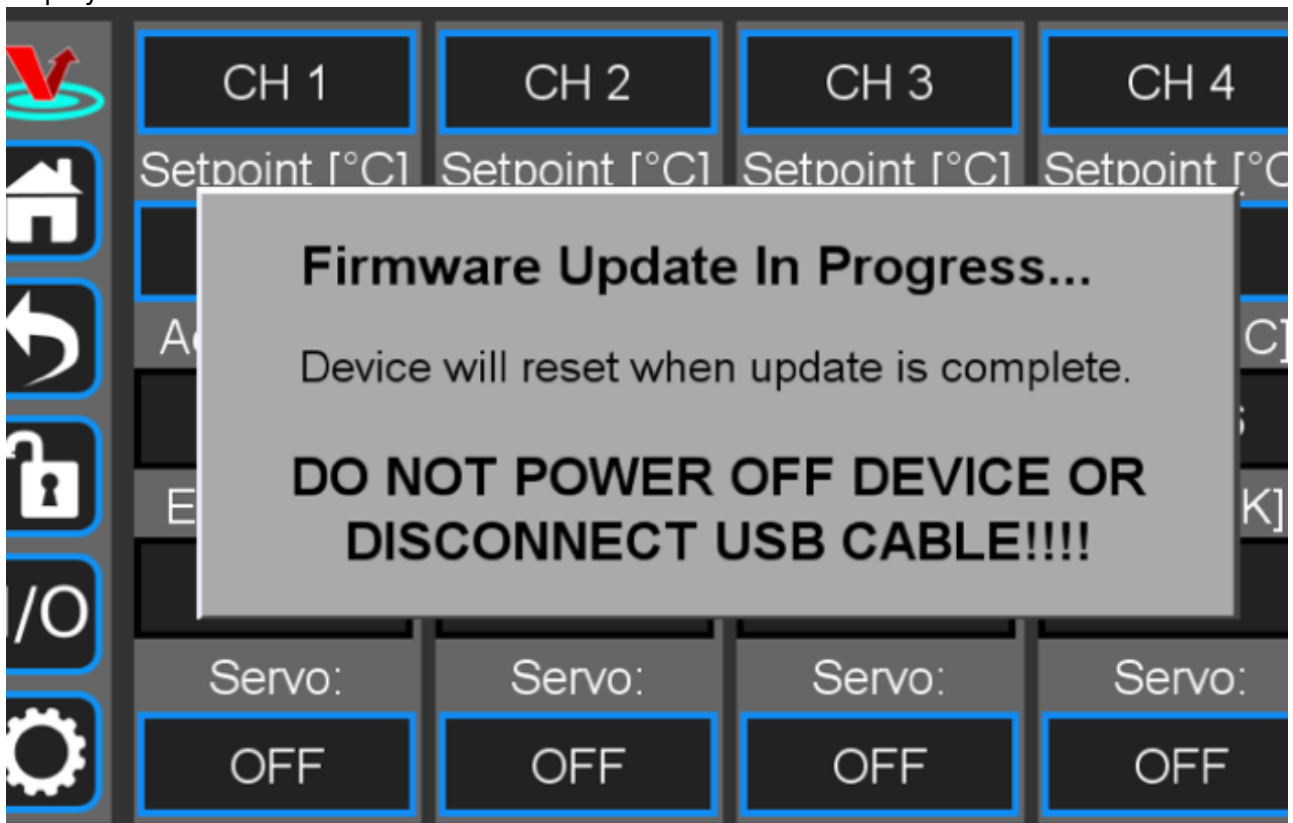 CH 1 CH 2 CH 3 CH 4
Setpoint [°C] Setpoint [°C] Setpoint [°C] Setpoint [°C
Firmware Update In Progress...
Device will reset when update is complete.
DO NOT POWER OFF DEVICE OR
DISCONNECT USB CABLE!!!!
C]
K]
I/O
Servo: Servo: Servo: Servo:
OFF OFF OFF OFF